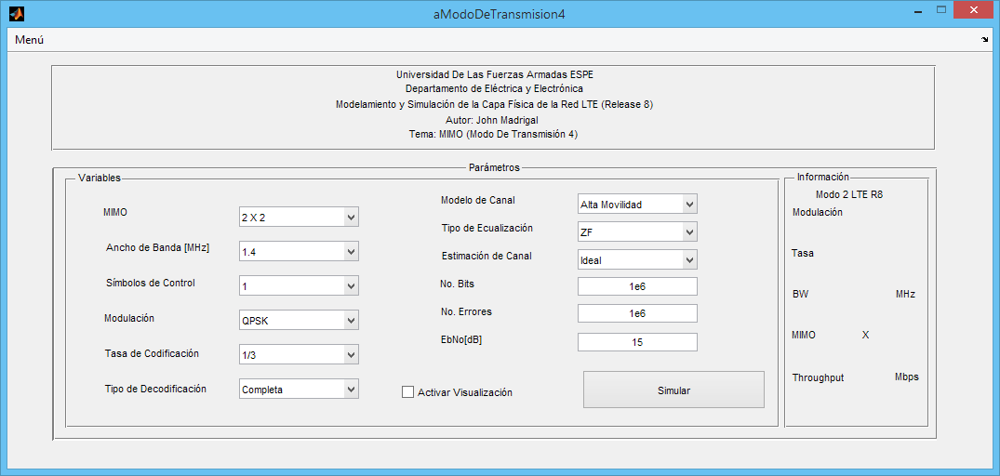 aModoDeTransmision4
Menú
Universidad De Las Fuerzas Armadas ESPE
Departamento de Eléctrica y Electrónica
Modelamiento y Simulación de la Capa Física de la Red LTE (Release 8)
Autor: John Madrigal
Tema: MIMO (Modo De Transmisión 4)
Parámetros
Variables
MIMO
2 X 2
Ancho de Banda [MHz]
1.4
Símbolos de Control
1
Modulación
QPSK
Tasa de Codificación
1/3
Tipo de Decodificación
Completa
Modelo de Canal
Alta Movilidad
Tipo de Ecualización
ZF
Estimación de Canal
Ideal
No. Bits
1e6
No. Errores
1e6
EbNo[dB]
15
Activar Visualización
Simular
Información
Modo 2 LTE R8
Modulación
Tasa
BW MHz
MIMO X
Throughput Mbps